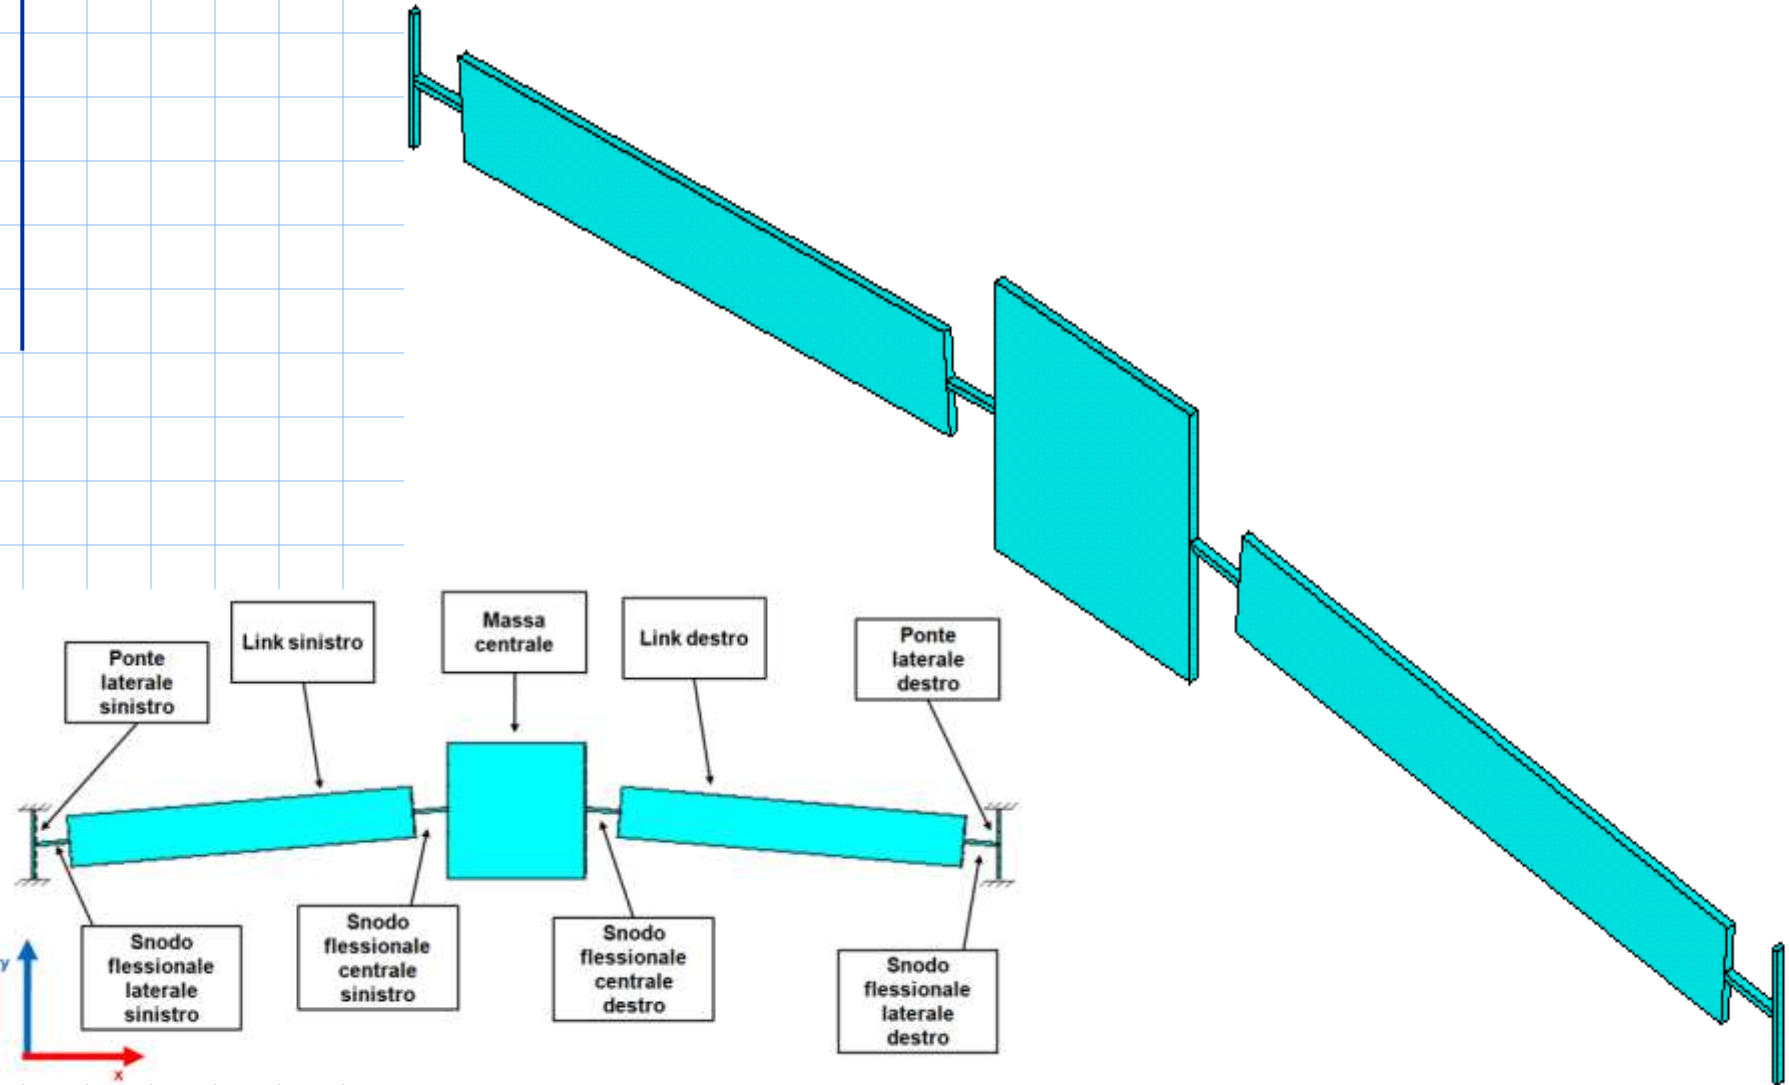 Ponte
laterale
sinistro
Link sinistro
Massa
centrale
Link destro
Ponte
laterale
destro
Snodo
flessionale
laterale
sinistro
Snodo
flessionale
centrale
sinistro
Snodo
flessionale
centrale
destro
Snodo
flessionale
laterale
destro
y
x